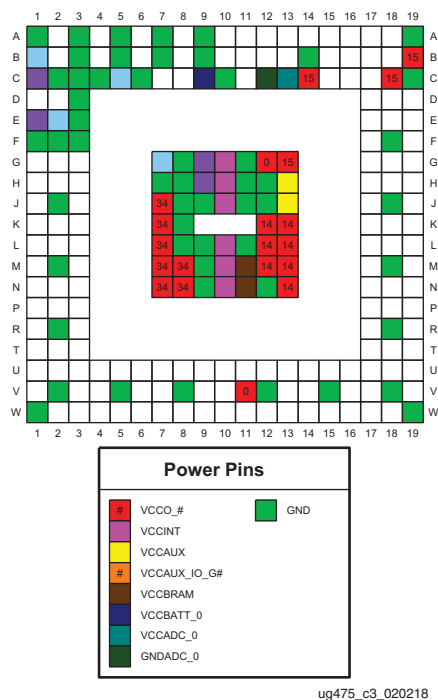 1 2 3 4 5 6 7 8 9 10 11 12 13 14 15 16 17 18 19
A A
B 15 B
C 14 15 C
D D
E E
F F
G 0 15 G
H H
J 34 J
K 34 14 14 K
L 34 14 14 L
M 34 34 14 14 M
N 34 34 14 N
P P
R R
T T
U U
V 0 V
W W
1 2 3 4 5 6 7 8 9 10 11 12 13 14 15 16 17 18 19
Power Pins
# VCCO_# GND
VCCINT
VCCAUX
# VCCAUX_IO_G#
VCCBRAM
VCCBATT_0
VCCADC_0
GNDADC_0
ug475_c3_020218